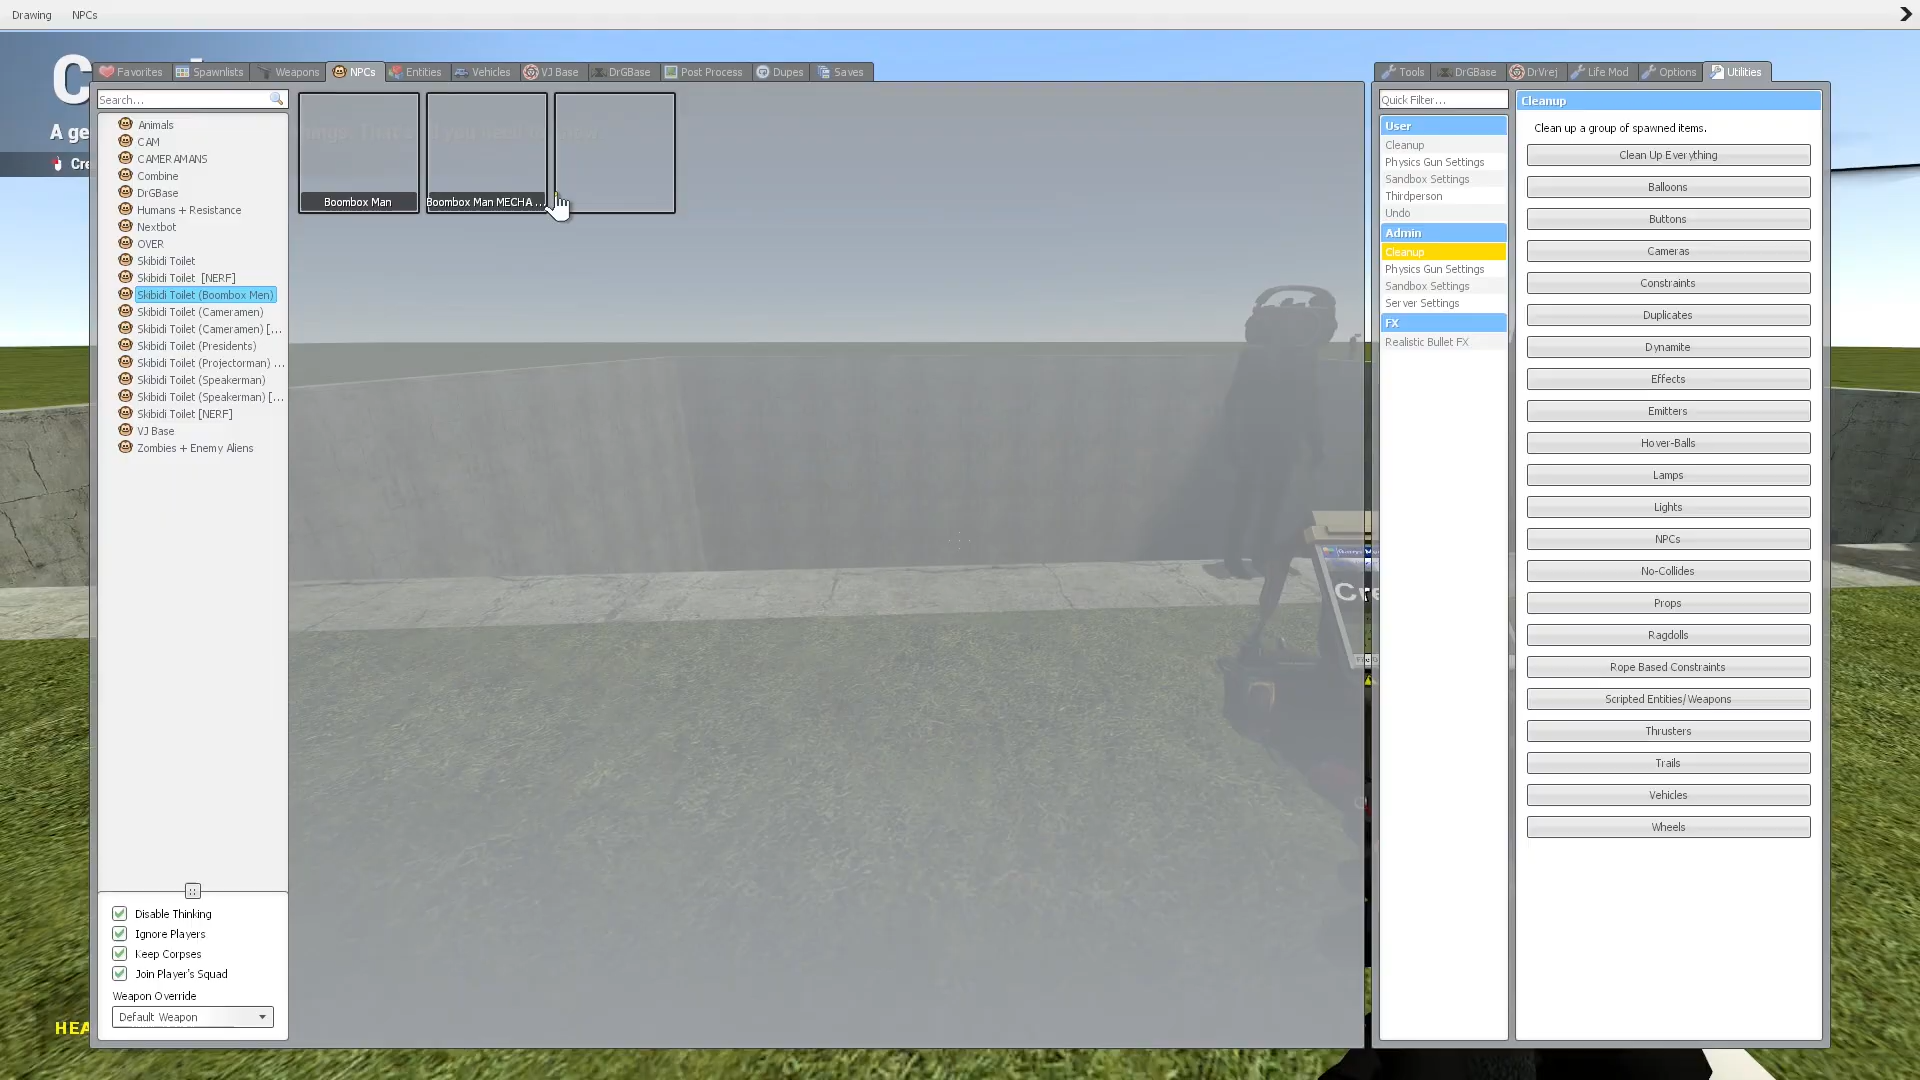 Drawing NPCs
Favorites Spawnlists Weapons NPCs Entities Vehicles VJ Base DrGBase Post Process Dupes Saves
Search...
Animals
CAM
CAMERAMANS
Combine
DrGBase
Humans + Resistance
Nextbot
OVER
Skibidi Toilet
Skibidi Toilet [NERF]
Skibidi Toilet (Boombox Men)
Skibidi Toilet (Cameramen)
Skibidi Toilet (Cameramen) [...
Skibidi Toilet (Presidents)
Skibidi Toilet (Projectorman) ...
Skibidi Toilet (Speakerman)
Skibidi Toilet (Speakerman) [...
Skibidi Toilet [NERF]
VJ Base
Zombies + Enemy Aliens
Disable Thinking
Ignore Players
Keep Corpses
Join Player's Squad
Weapon Override
Default Weapon
Boombox Man
Boombox Man MECHA ...
Tools DrGBase DrVrej Life Mod Options Utilities
Quick Filter...
User
Cleanup
Physics Gun Settings
Sandbox Settings
Thirdperson
Undo
Admin
Cleanup
Physics Gun Settings
Sandbox Settings
Server Settings
FX
Realistic Bullet FX
Cleanup
Clean up a group of spawned items.
Clean Up Everything
Balloons
Buttons
Cameras
Constraints
Duplicates
Dynamite
Effects
Emitters
Hover-Balls
Lamps
Lights
NPCs
No-Collides
Props
Ragdolls
Rope Based Constraints
Scripted Entities/Weapons
Thrusters
Trails
Vehicles
Wheels
C
A ge
Cre
HEA
Cre